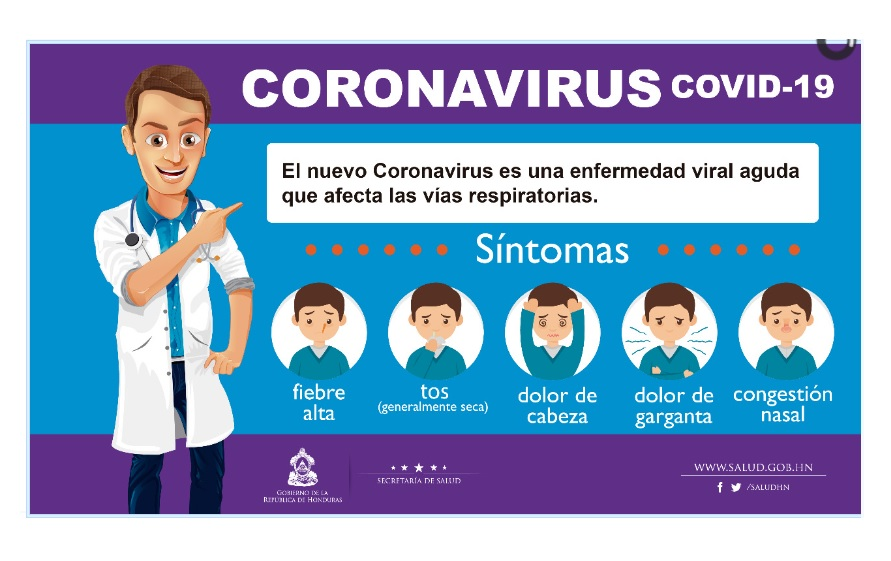 CORONAVIRUS COVID-19
El nuevo Coronavirus es una enfermedad viral aguda
que afecta las vías respiratorias.
Síntomas
fiebre
alta
tos
(generalmente seca)
dolor de
cabeza
dolor de
garganta
congestión
nasal
GOBIERNO DE LA
REPÚBLICA DE HONDURAS
SECRETARÍA DE SALUD
WWW.SALUD.GOB.HN
/SALUDHN